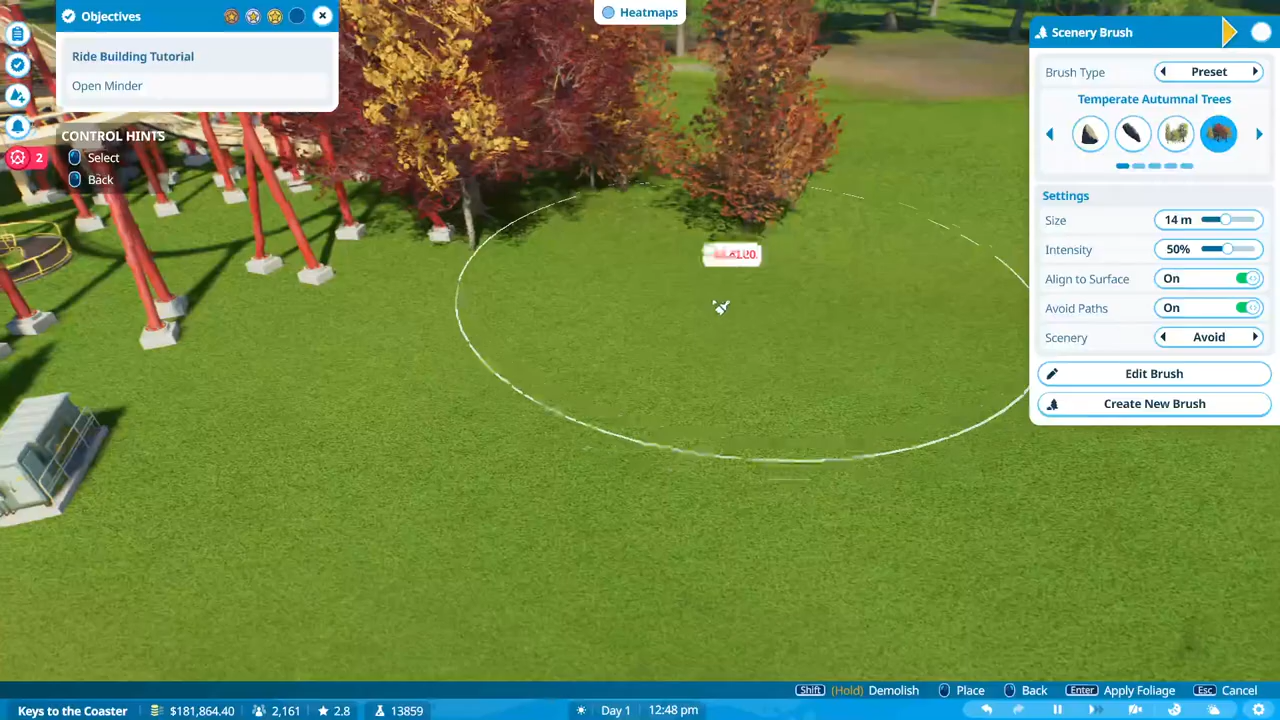 Objectives
Ride Building Tutorial
Open Minder
CONTROL HINTS
Select
Back
2
Heatmaps
Scenery Brush
Brush Type Preset
Temperate Autumnal Trees
Settings
Size 14 m
Intensity 50%
Align to Surface On
Avoid Paths On
Scenery Avoid
Edit Brush
Create New Brush
Shift (Hold) Demolish Place Back Enter Apply Foliage Esc Cancel
Keys to the Coaster $181,864.40 2,161 2.8 13859 Day 1 12:48 pm